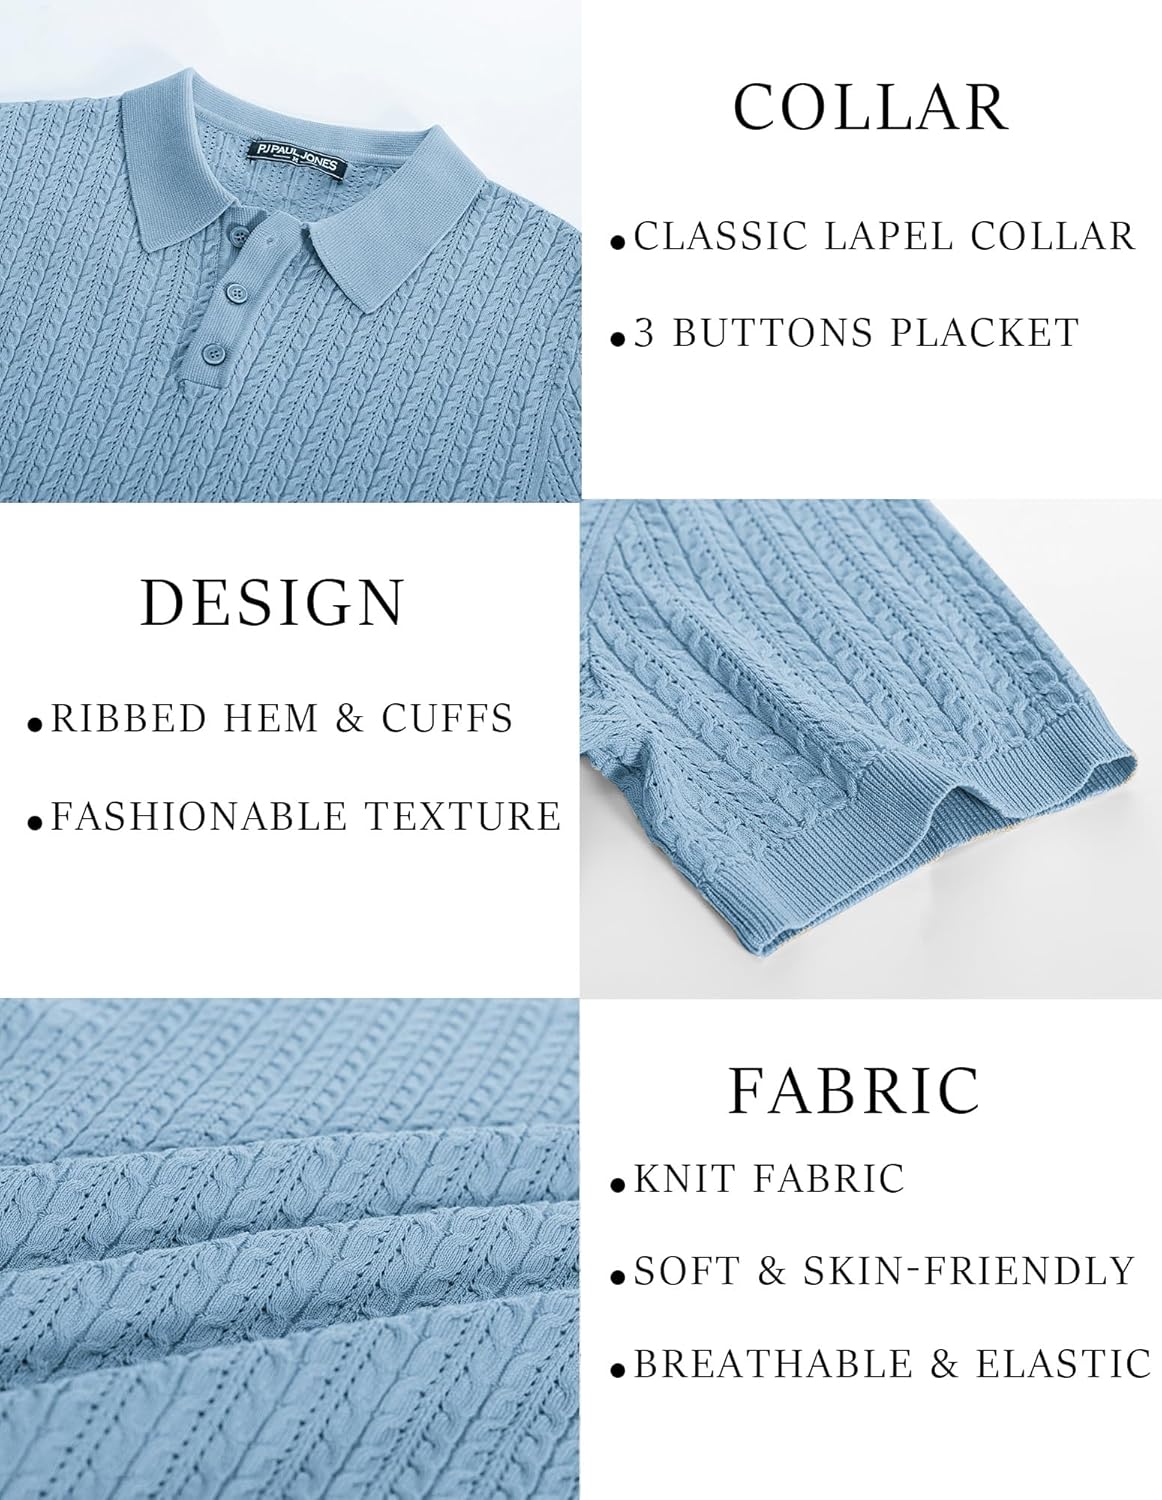 PJ PAUL JONES
COLLAR
●CLASSIC LAPEL COLLAR
●3 BUTTONS PLACKET
DESIGN
●RIBBED HEM & CUFFS
●FASHIONABLE TEXTURE
FABRIC
●KNIT FABRIC
●SOFT & SKIN-FRIENDLY
●BREATHABLE & ELASTIC